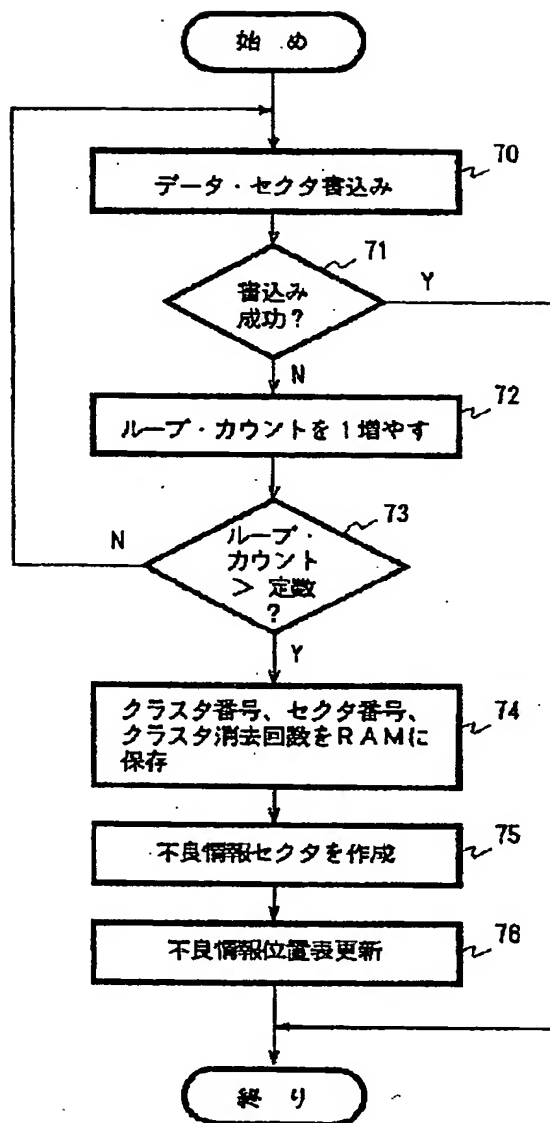 始め
70
データ・セクタ書込み
71
書込み
成功？
Y
N
72
ループ・カウントを1増やす
73
ループ・
カウント
＞ 定数
？
N
Y
74
クラスタ番号、セクタ番号、
クラスタ消去回数をRAMに
保存
75
不良情報セクタを作成
76
不良情報位置表更新
終り